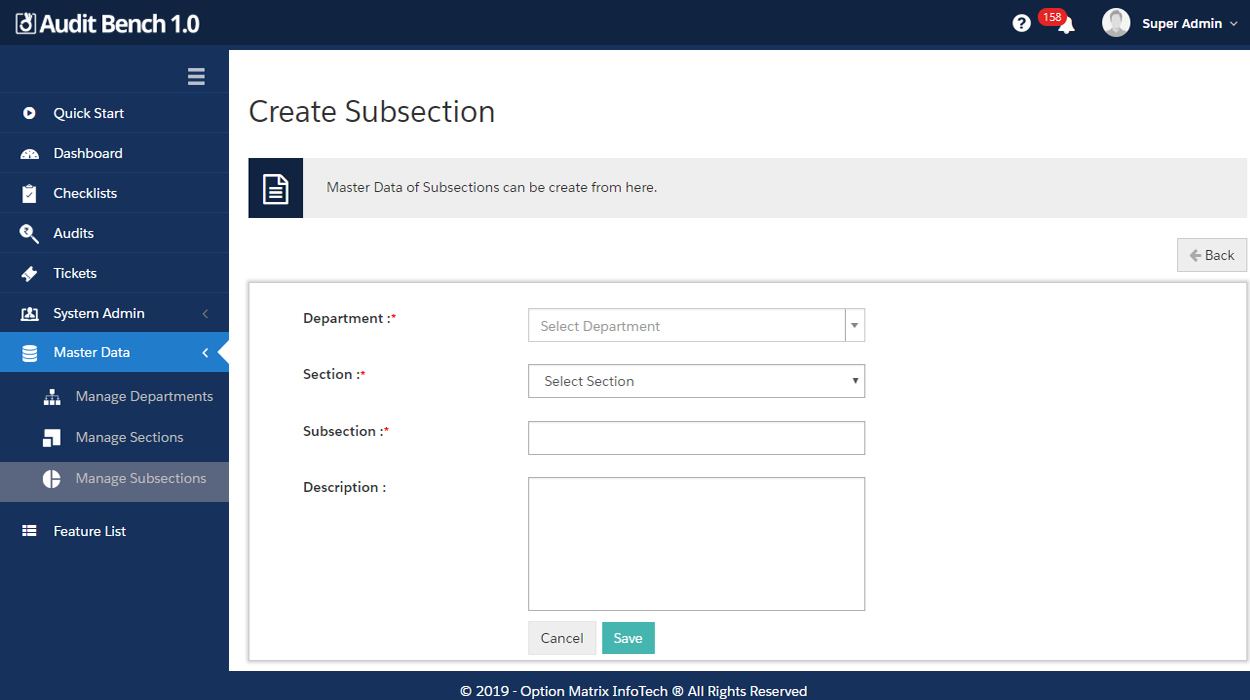 Audit Bench 1.0
? 158 Super Admin
Quick Start
Dashboard
Checklists
Audits
Tickets
System Admin
Master Data
Manage Departments
Manage Sections
Manage Subsections
Feature List
Create Subsection
Master Data of Subsections can be create from here.
Back
Department :*
Select Department
Section :*
Select Section
Subsection :*
Description :
Cancel
Save
© 2019 - Option Matrix InfoTech ® All Rights Reserved